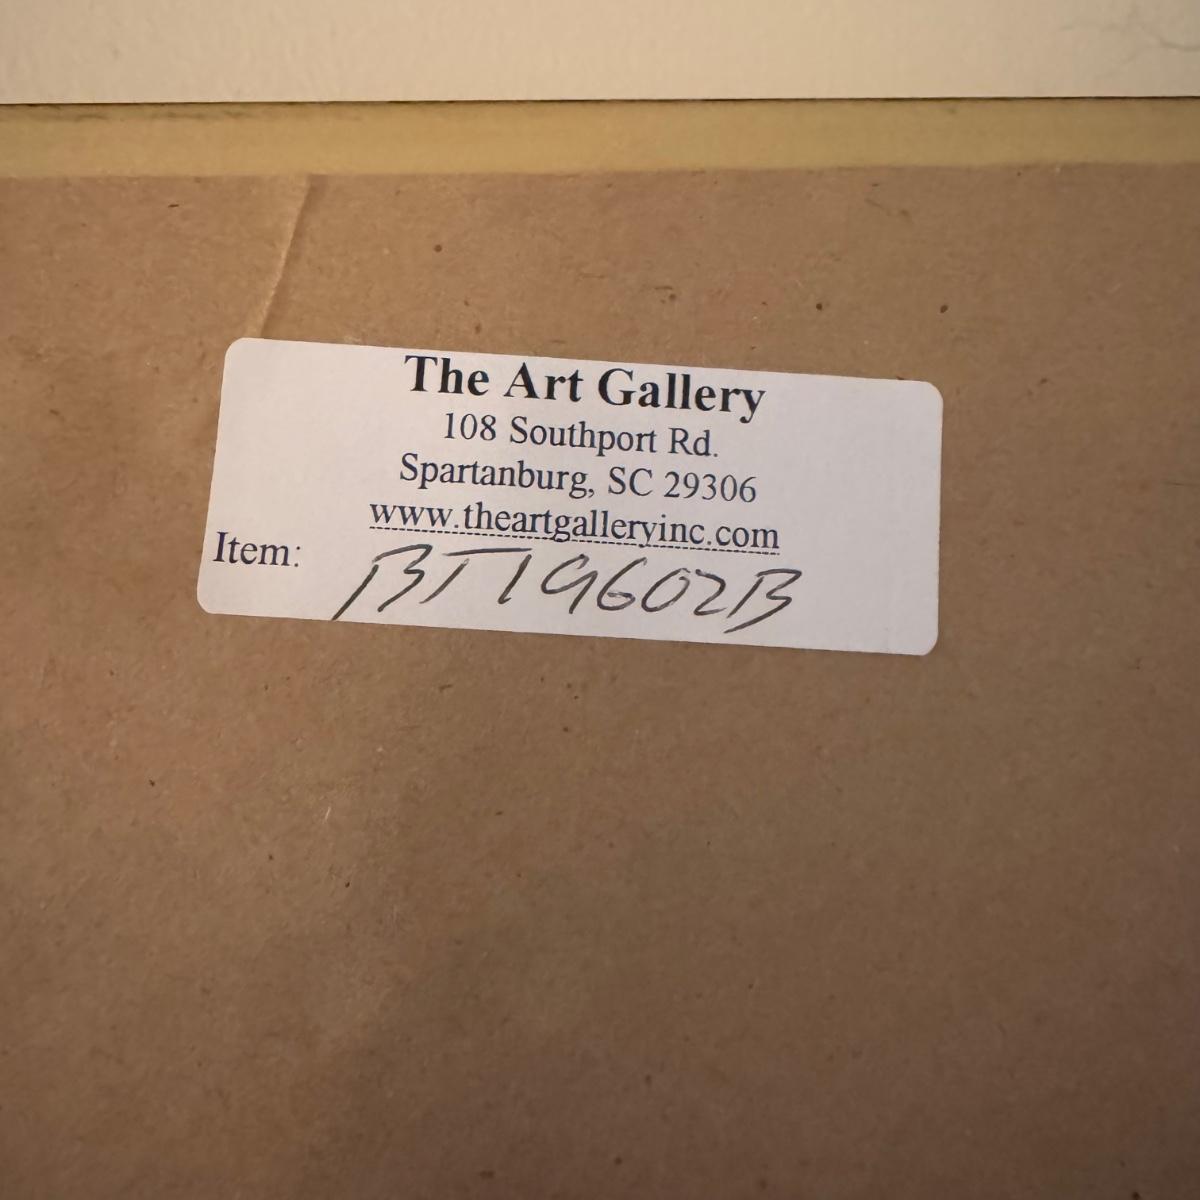 The Art Gallery
108 Southport Rd.
Spartanburg, SC 29306
www.theartgalleryinc.com
Item: BT19602B